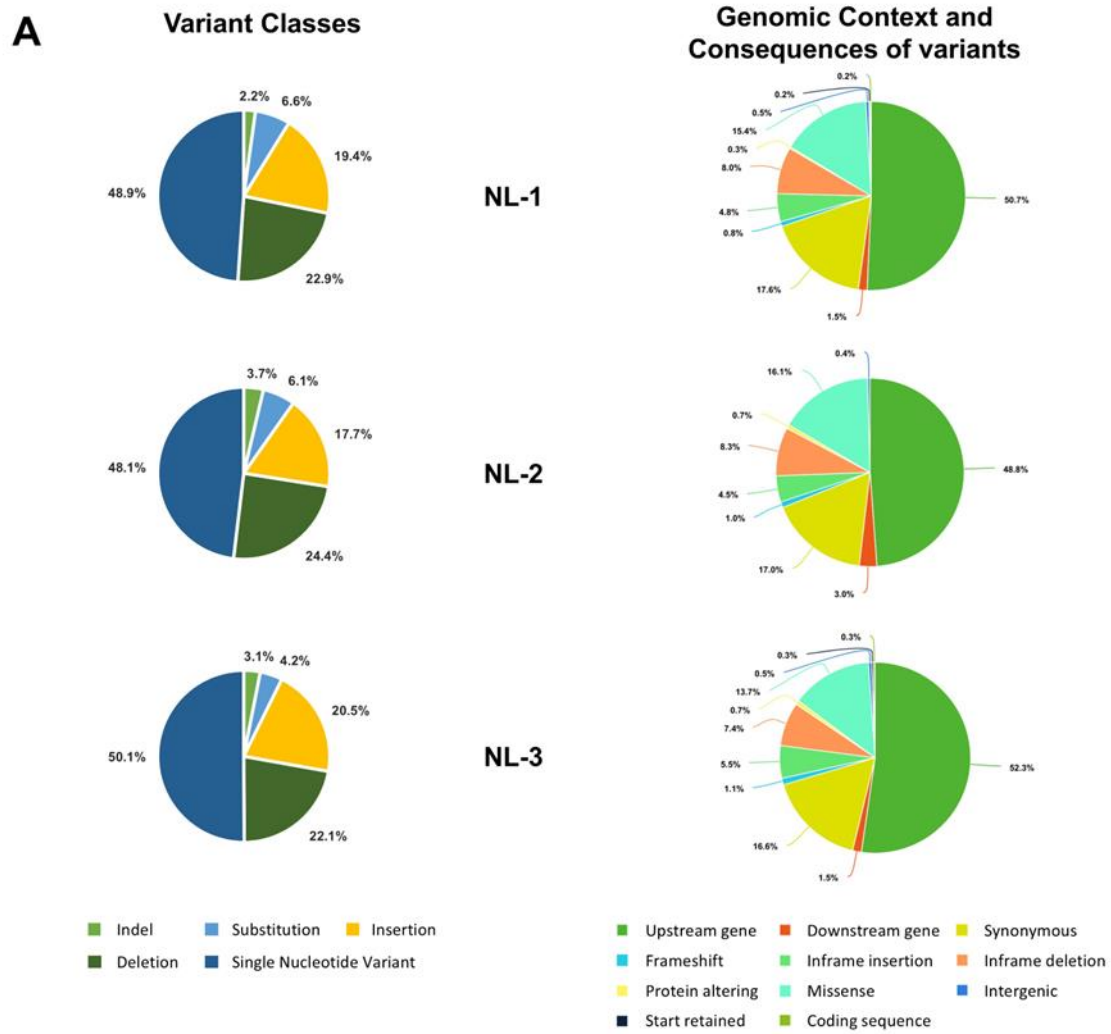 A
Variant Classes
Genomic Context and
Consequences of variants
2.2%
6.6%
19.4%
48.9%
22.9%
NL-1
0.2%
0.2%
0.5%
15.4%
0.3%
8.0%
4.8%
0.8%
17.6%
1.5%
50.7%
3.7%
6.1%
17.7%
48.1%
24.4%
NL-2
0.4%
16.1%
0.7%
8.3%
4.5%
1.0%
17.0%
3.0%
48.8%
3.1%
4.2%
20.5%
50.1%
22.1%
NL-3
0.3%
0.3%
0.5%
13.7%
0.7%
7.4%
5.5%
1.1%
16.6%
1.5%
52.3%
Indel
Substitution
Insertion
Deletion
Single Nucleotide Variant
Upstream gene
Downstream gene
Synonymous
Frameshift
Inframe insertion
Inframe deletion
Protein altering
Missense
Intergenic
Start retained
Coding sequence